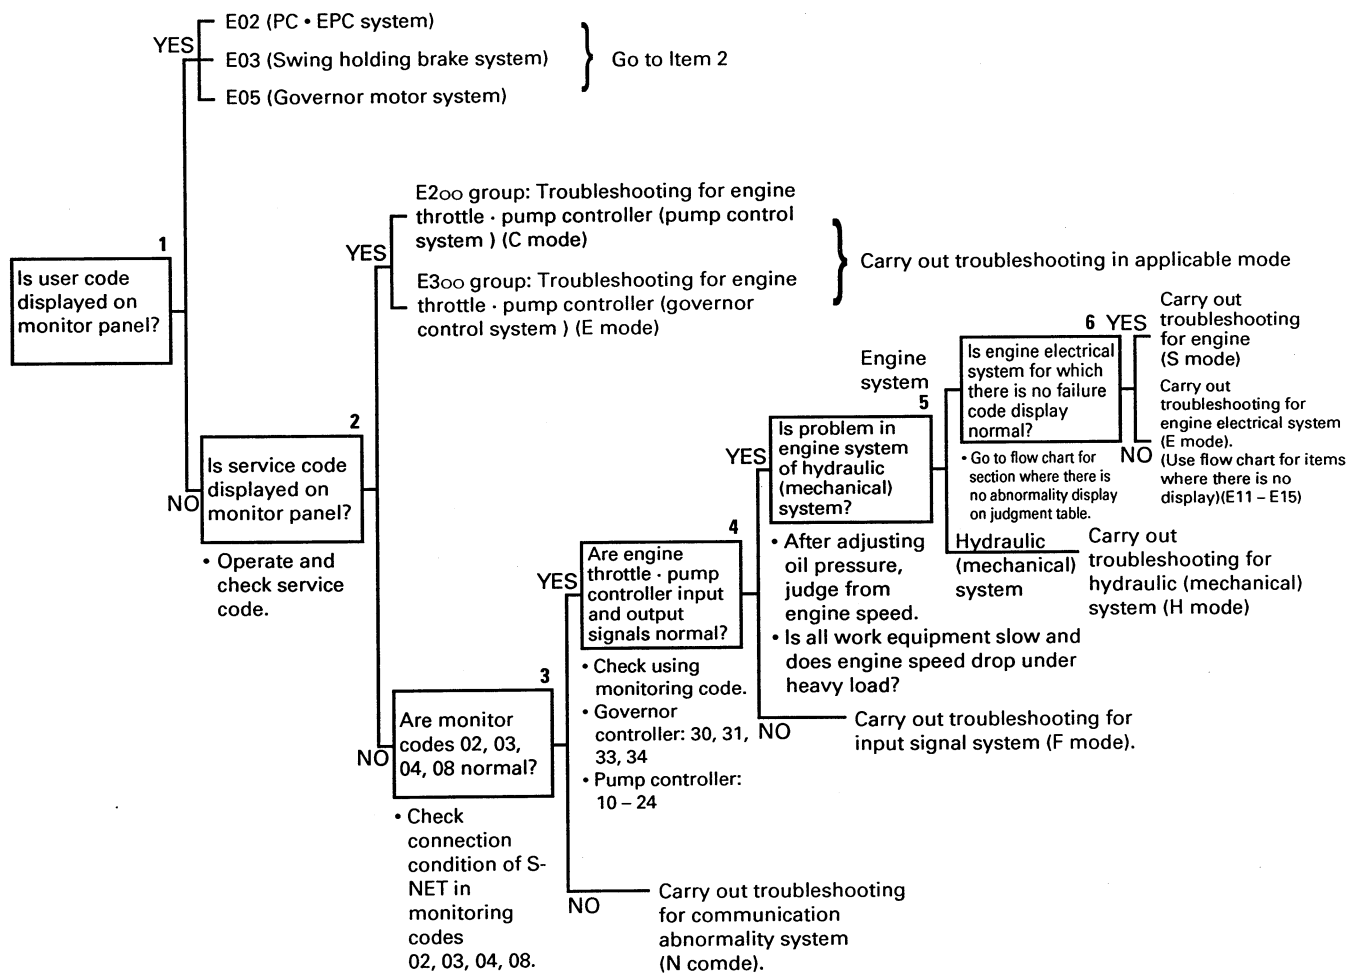 YES
E02 (PC • EPC system)
E03 (Swing holding brake system)
E05 (Governor motor system)
Go to Item 2
1
Is user code
displayed on
monitor panel?
YES
E2oo group: Troubleshooting for engine
throttle · pump controller (pump control
system ) (C mode)
E3oo group: Troubleshooting for engine
throttle · pump controller (governor
control system ) (E mode)
Carry out troubleshooting in applicable mode
NO
2
Is service code
displayed on
monitor panel?
• Operate and
check service
code.
NO
3
Are monitor
codes 02, 03,
04, 08 normal?
• Check
connection
condition of S-
NET in
monitoring
codes
02, 03, 04, 08.
YES
4
Are engine
throttle · pump
controller input
and output
signals normal?
• Check using
monitoring code.
• Governor
controller: 30, 31,
33, 34
• Pump controller:
10 – 24
NO
Carry out troubleshooting
for communication
abnormality system
(N comde).
YES
5
Is problem in
engine system
of hydraulic
(mechanical)
system?
• After adjusting
oil pressure,
judge from
engine speed.
• Is all work equipment slow and
does engine speed drop under
heavy load?
NO
Carry out troubleshooting for
input signal system (F mode).
Engine
system
6
Is engine electrical
system for which
there is no failure
code display
normal?
• Go to flow chart for
section where there is
no abnormality display
on judgment table.
YES
Carry out
troubleshooting
for engine
(S mode)
NO
Carry out
troubleshooting for
engine electrical system
(E mode).
(Use flow chart for items
where there is no
display)(E11 – E15)
Hydraulic
(mechanical)
system
Carry out
troubleshooting for
hydraulic (mechanical)
system (H mode)